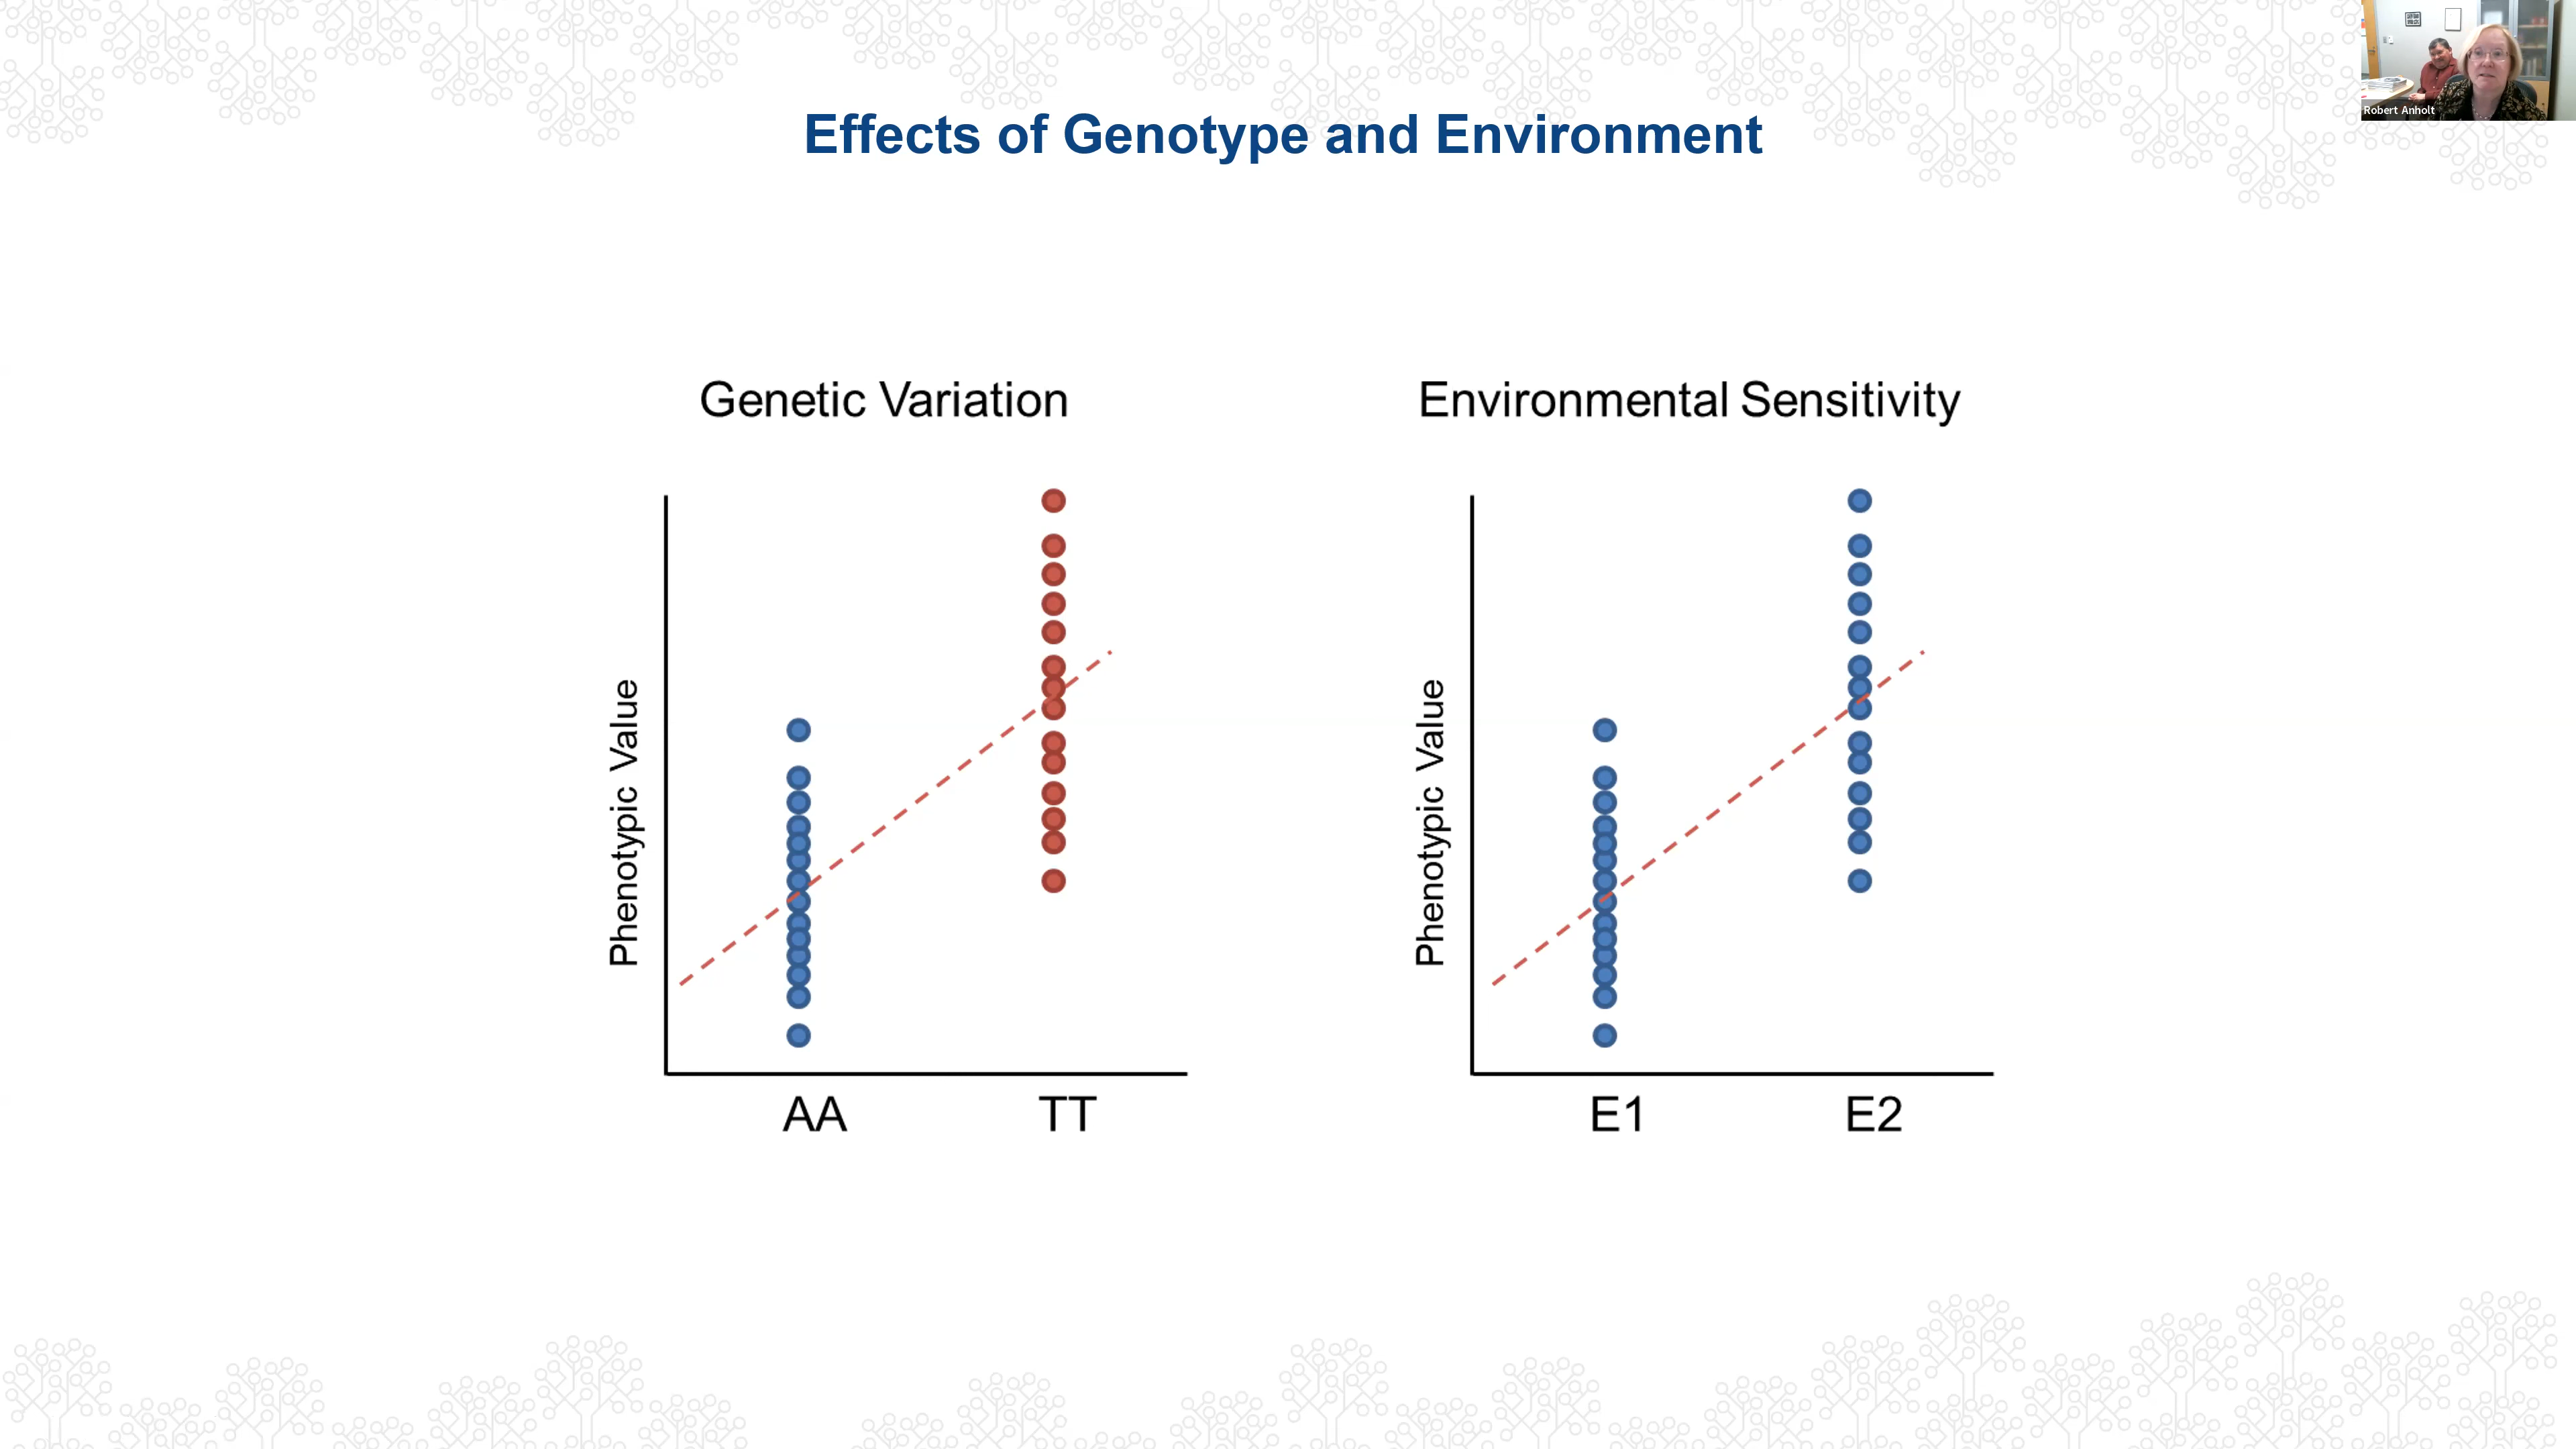 Robert Anholt
Effects of Genotype and Environment
Genetic Variation
Phenotypic Value
AA TT
Environmental Sensitivity
Phenotypic Value
E1 E2